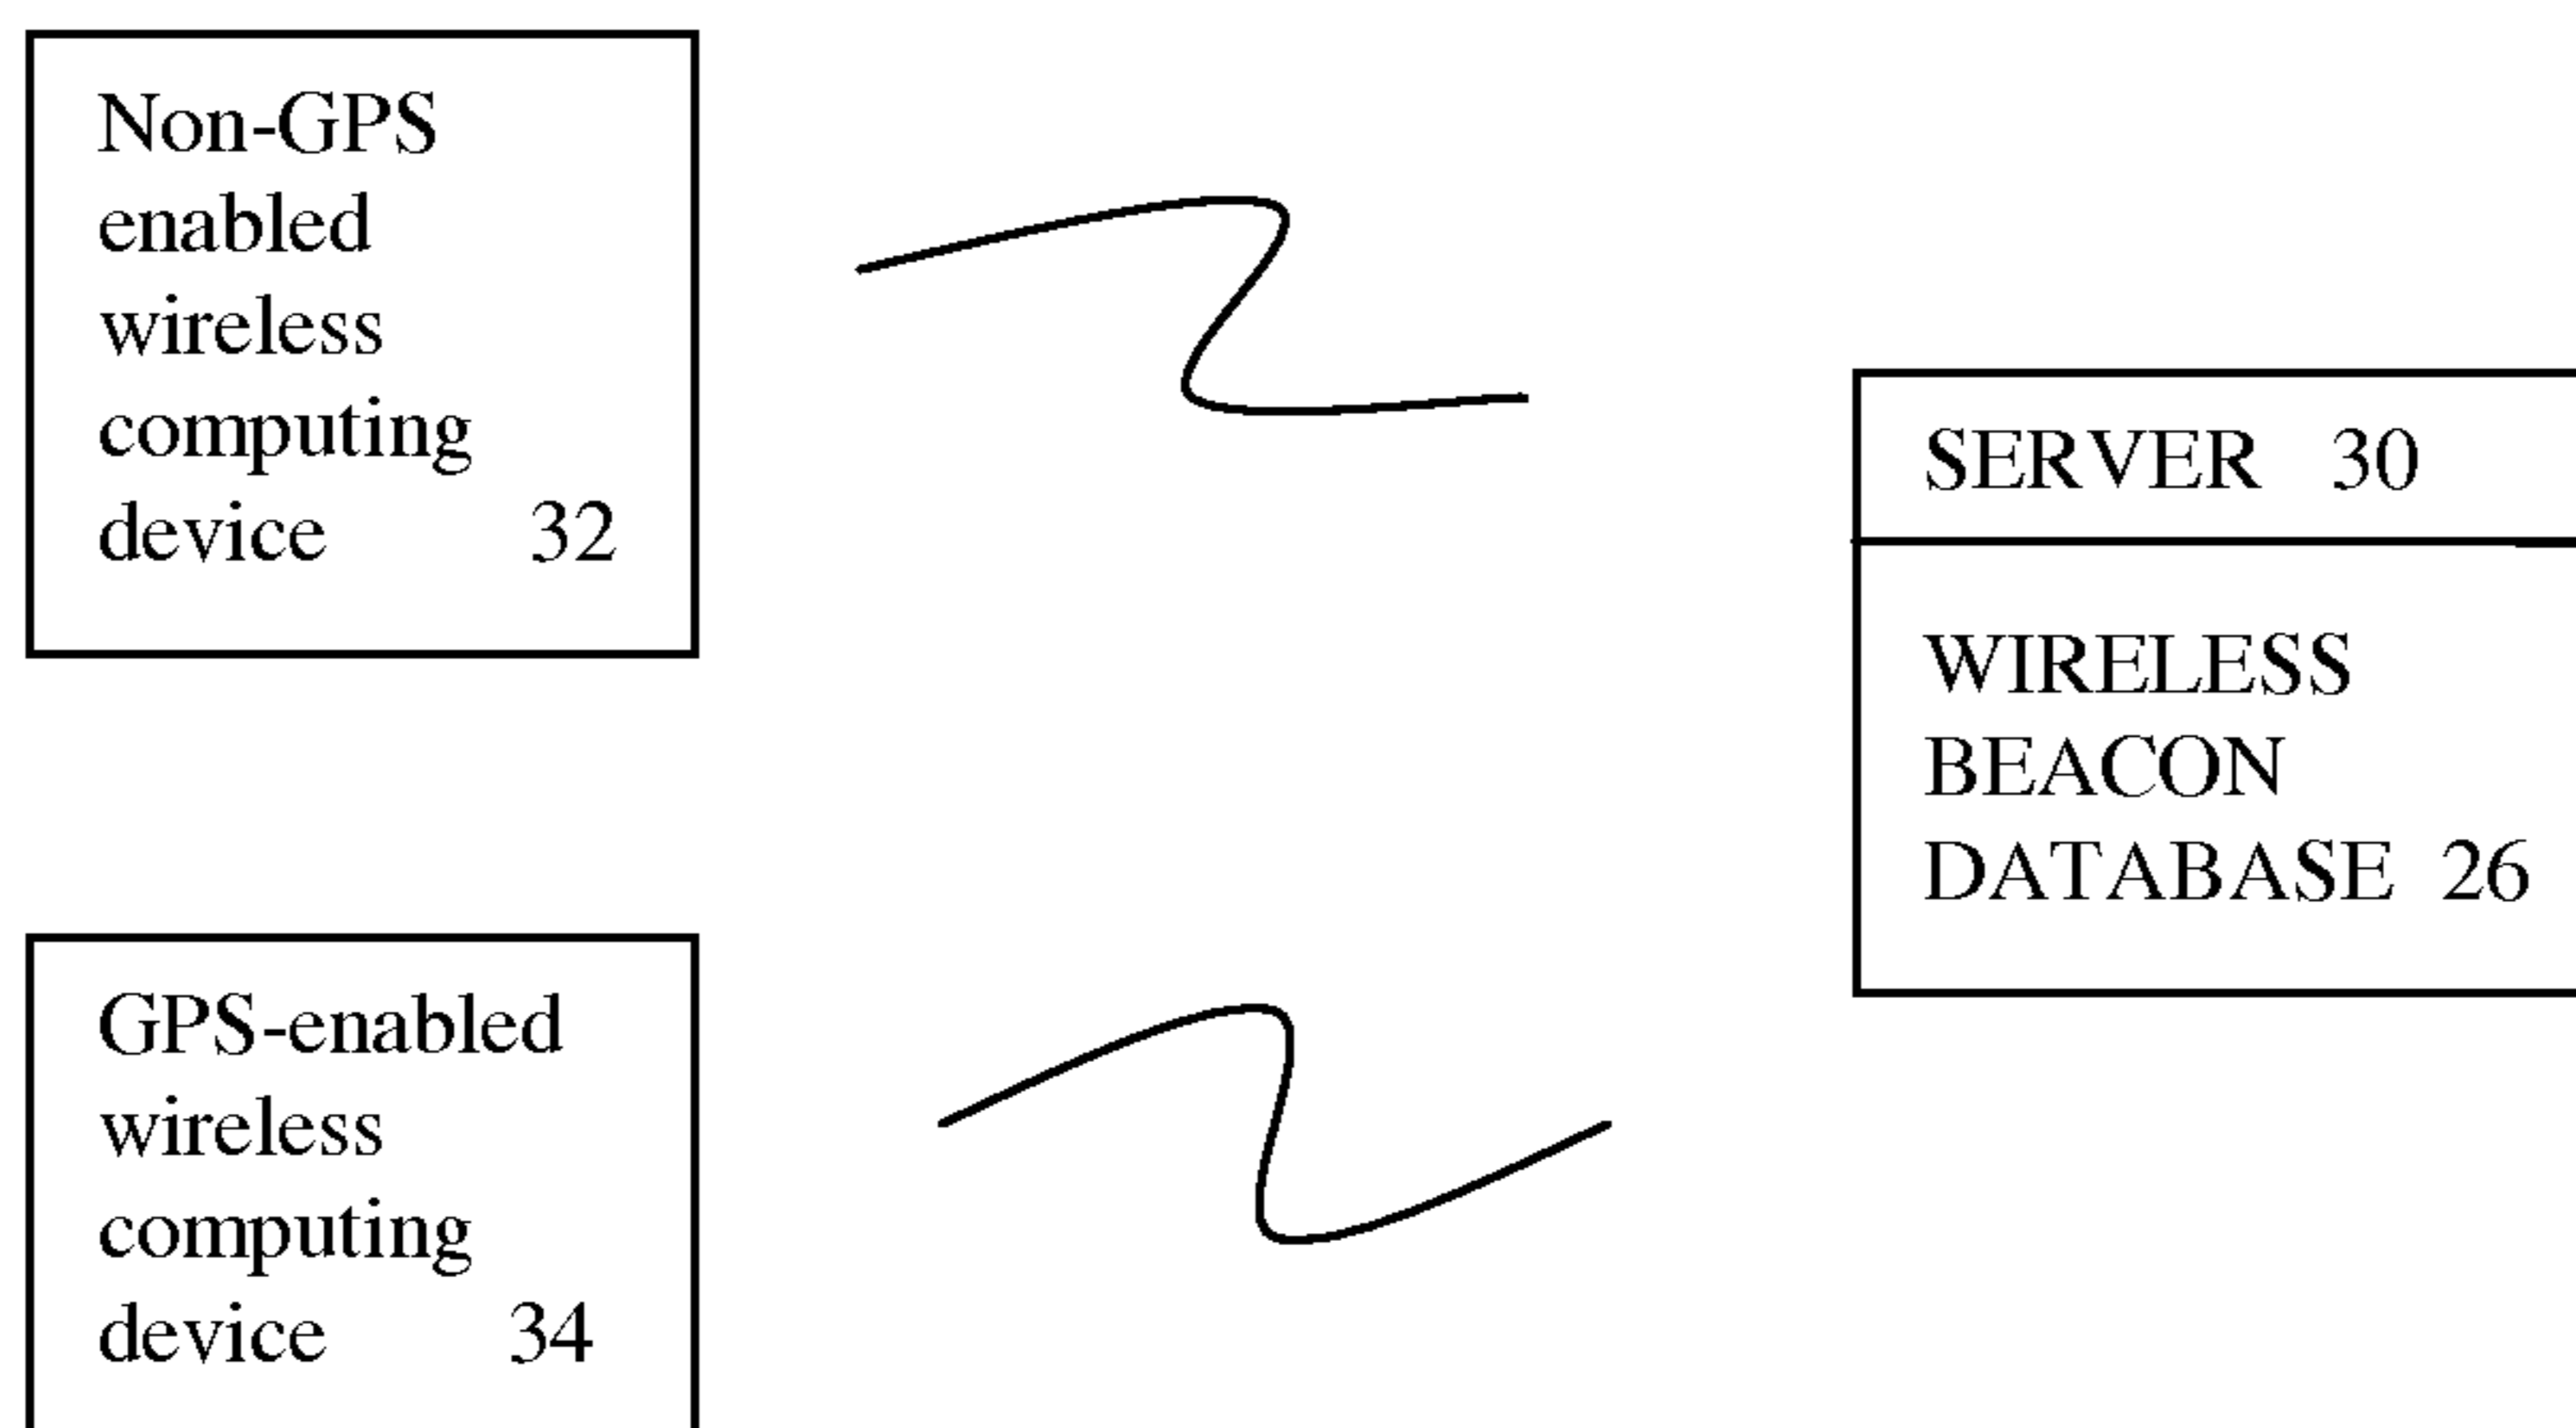 Non-GPS
enabled
wireless
computing
device 32
SERVER 30
WIRELESS
BEACON
DATABASE 26
GPS-enabled
wireless
computing
device 34